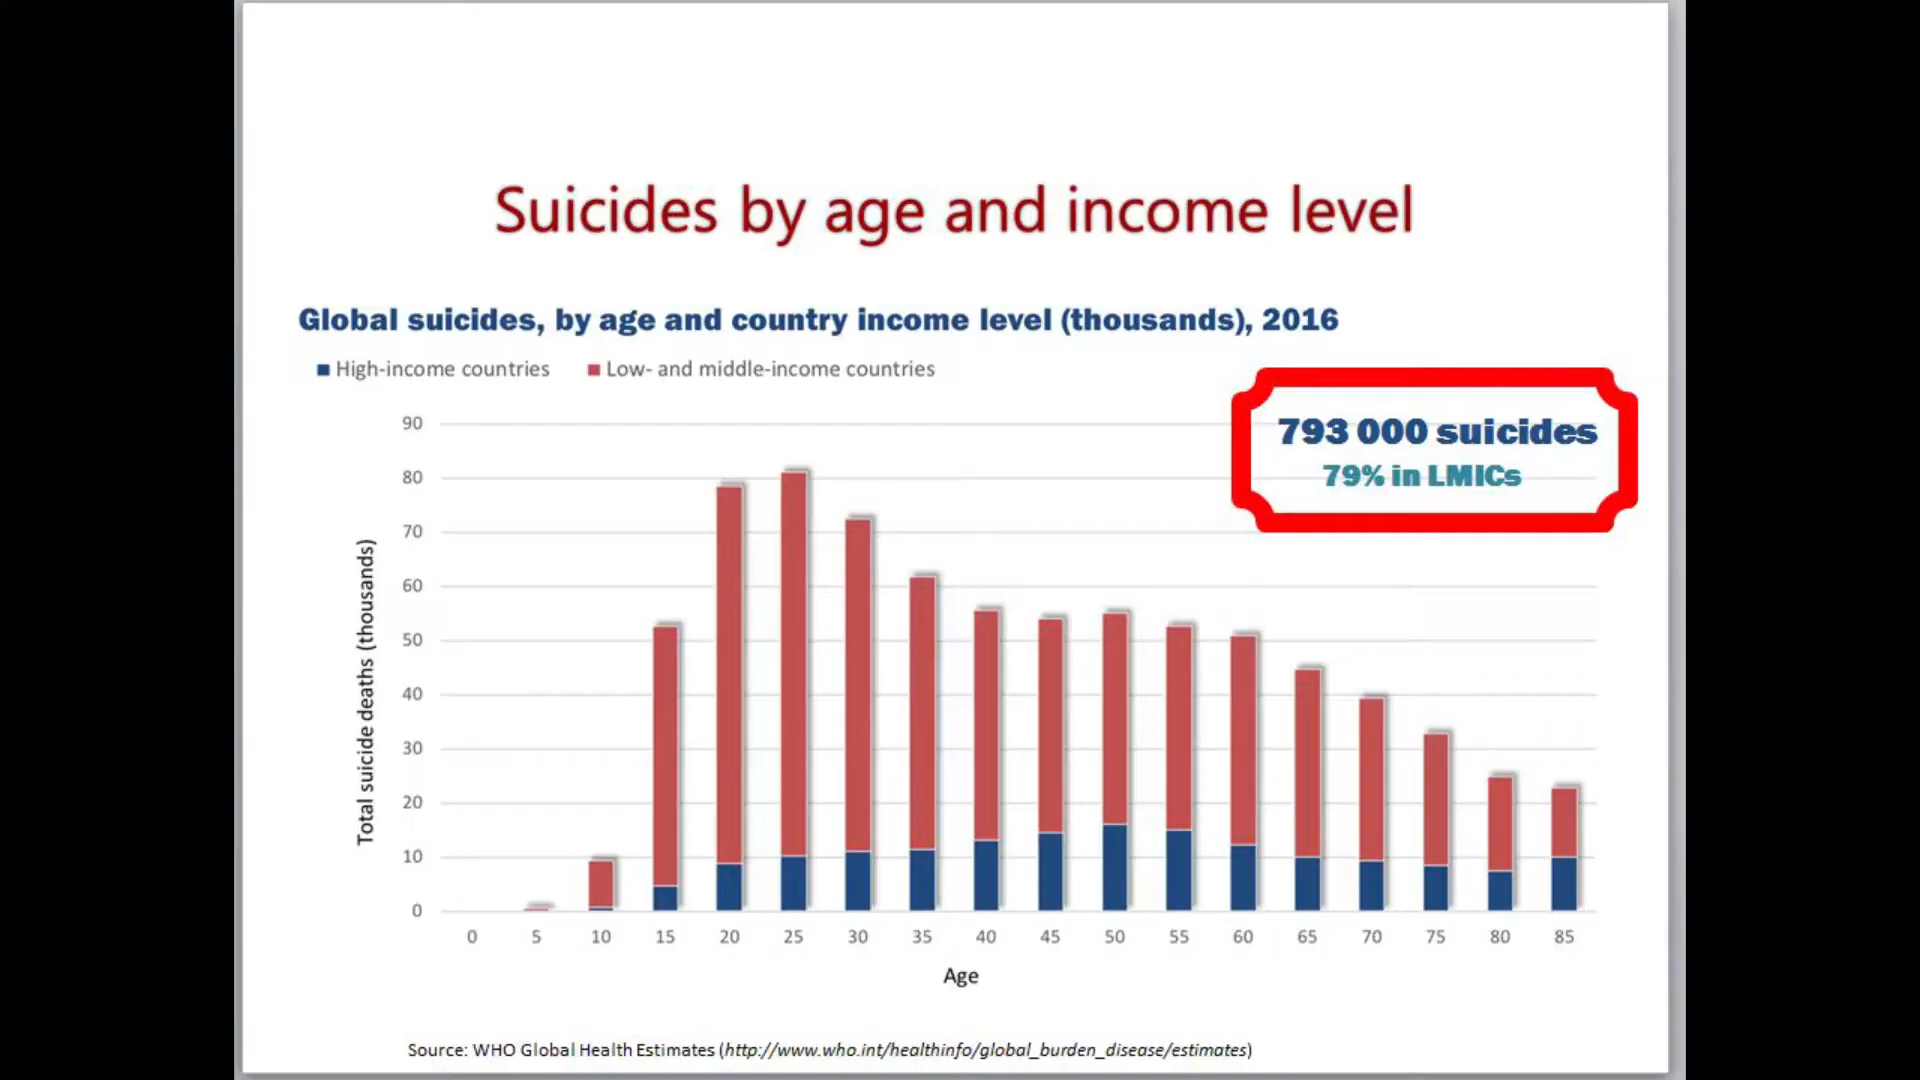 Suicides by age and income level
Global suicides, by age and country income level (thousands), 2016
High-income countries Low- and middle-income countries
793 000 suicides
79% in LMICs
90
80
70
60
50
40
30
20
10
0
Total suicide deaths (thousands)
0 5 10 15 20 25 30 35 40 45 50 55 60 65 70 75 80 85
Age
Source: WHO Global Health Estimates (http://www.who.int/healthinfo/global_burden_disease/estimates)